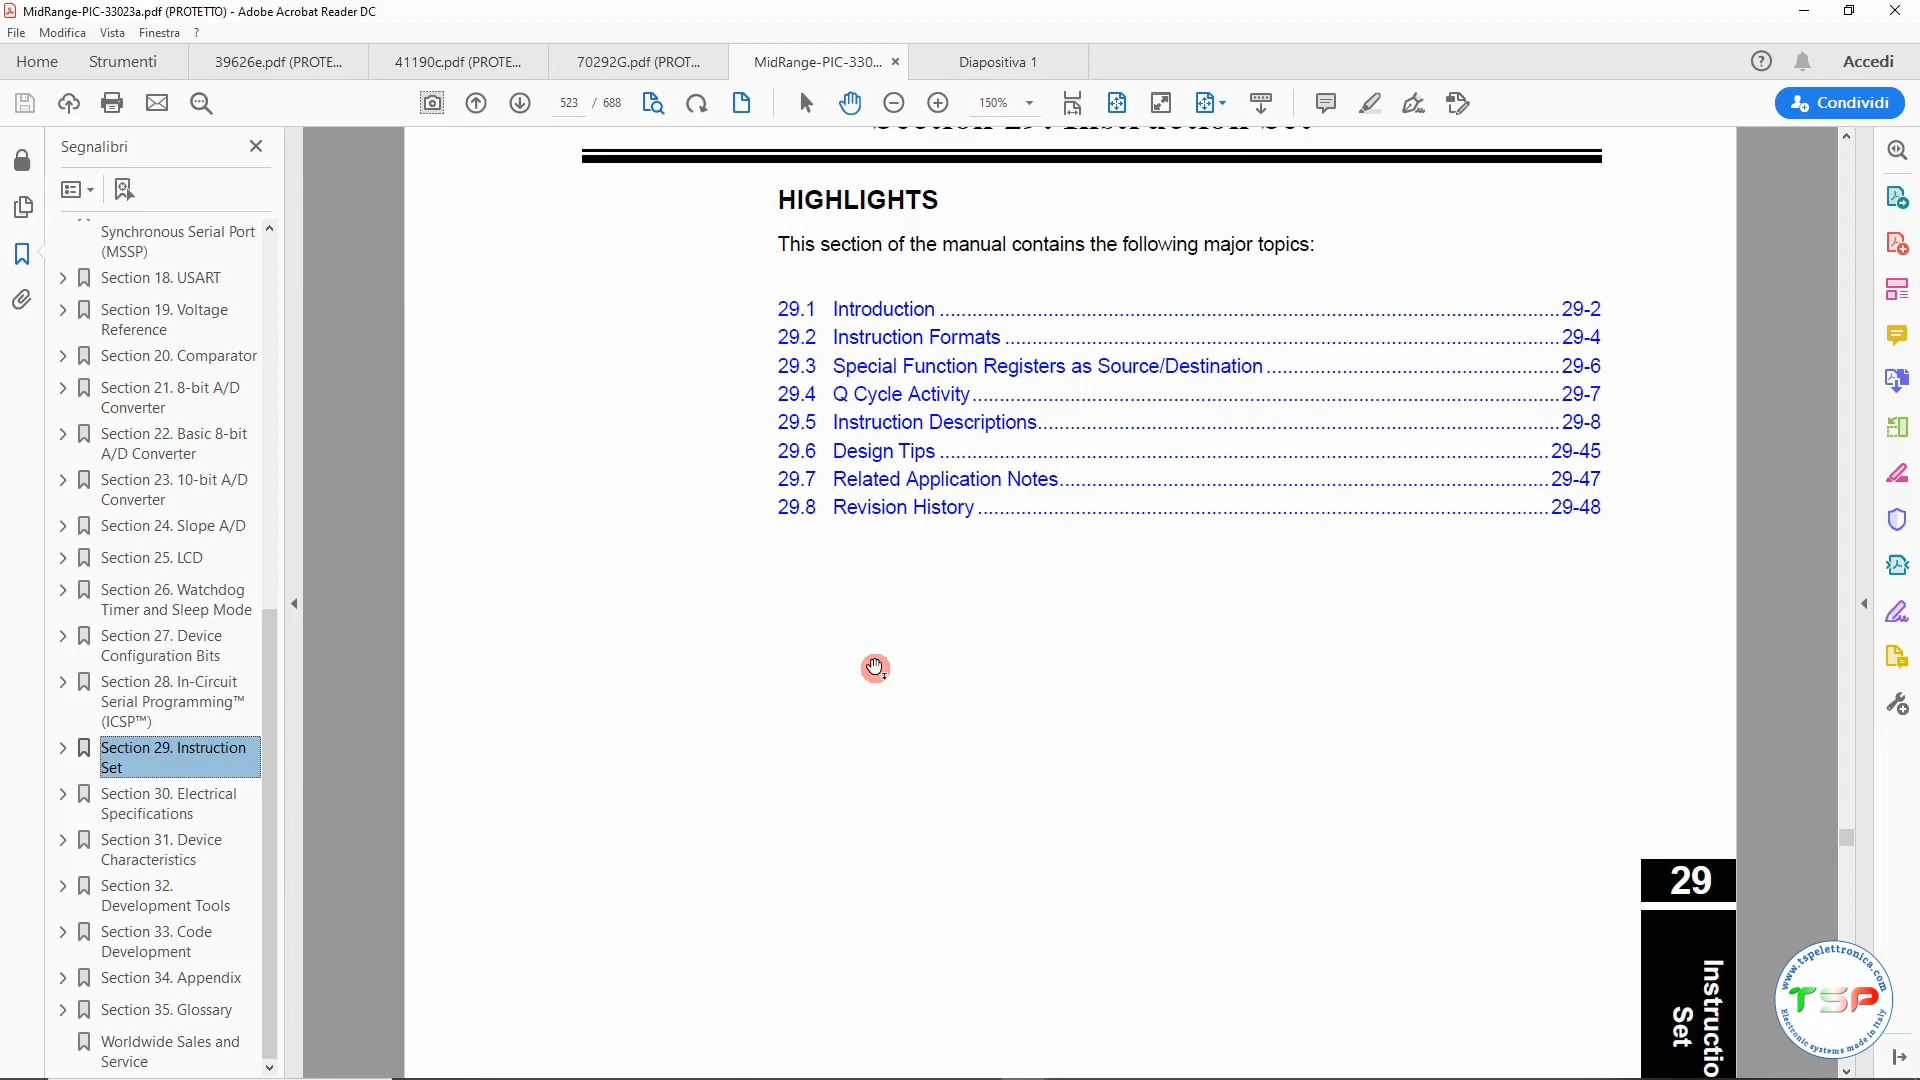 MidRange-PIC-33023a.pdf (PROTETTO) - Adobe Acrobat Reader DC
File Modifica Vista Finestra ?
Home Strumenti 39626e.pdf (PROTE... 41190c.pdf (PROTE... 70292G.pdf (PROT... MidRange-PIC-330... Diapositiva 1 Accedi
523 / 688 150% Condividi
Segnalibri
Synchronous Serial Port
(MSSP)
Section 18. USART
Section 19. Voltage
Reference
Section 20. Comparator
Section 21. 8-bit A/D
Converter
Section 22. Basic 8-bit
A/D Converter
Section 23. 10-bit A/D
Converter
Section 24. Slope A/D
Section 25. LCD
Section 26. Watchdog
Timer and Sleep Mode
Section 27. Device
Configuration Bits
Section 28. In-Circuit
Serial Programming™
(ICSP™)
Section 29. Instruction
Set
Section 30. Electrical
Specifications
Section 31. Device
Characteristics
Section 32.
Development Tools
Section 33. Code
Development
Section 34. Appendix
Section 35. Glossary
Worldwide Sales and
Service
Section 29. Instruction Set
HIGHLIGHTS
This section of the manual contains the following major topics:
29.1 Introduction 29-2
29.2 Instruction Formats 29-4
29.3 Special Function Registers as Source/Destination 29-6
29.4 Q Cycle Activity 29-7
29.5 Instruction Descriptions 29-8
29.6 Design Tips 29-45
29.7 Related Application Notes 29-47
29.8 Revision History 29-48
29
Instructio
Set
www.tspelettronica.com
TSP
Electronic systems made in Italy